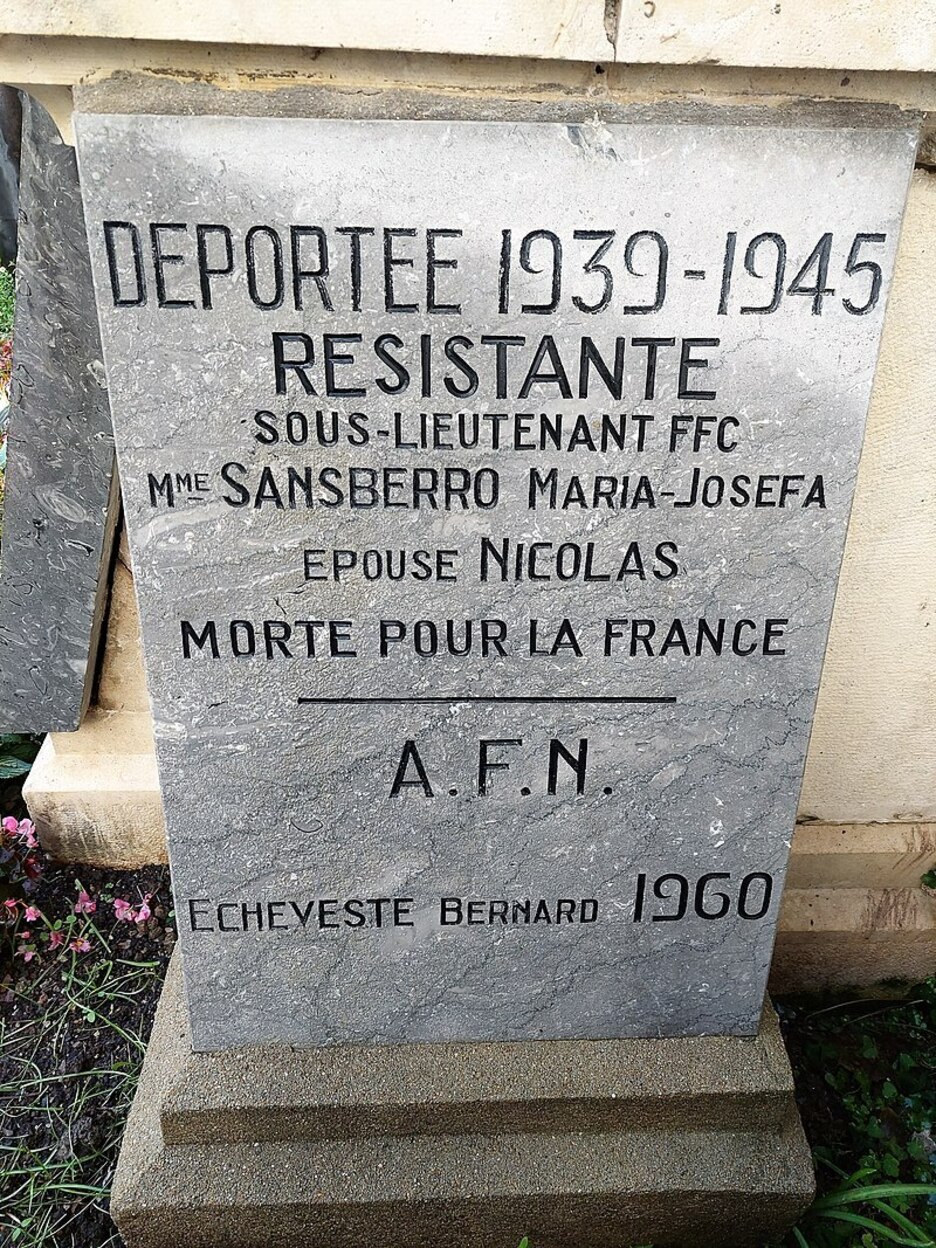 DEPORTEE 1939-1945
RESISTANTE
SOUS-LIEUTENANT FFC
MME SANSBERRO MARIA-JOSEFA
EPOUSE NICOLAS
MORTE POUR LA FRANCE
A.F.N.
ECHEVESTE BERNARD 1960